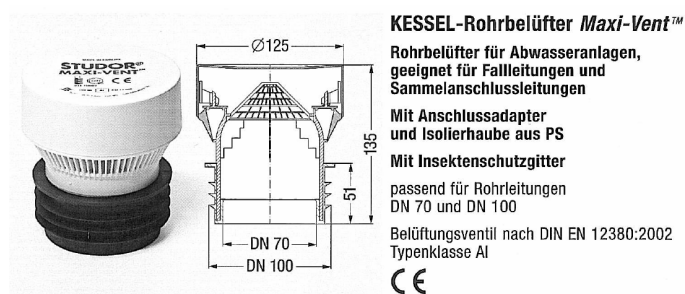 STUDOR®
MAXI-VENT™
CE
Ø125
135
51
DN 70
DN 100
KESSEL-Rohrbelüfter Maxi-Vent™
Rohrbelüfter für Abwasseranlagen,
geeignet für Fallleitungen und
Sammelanschlussleitungen
Mit Anschlussadapter
und Isolierhaube aus PS
Mit Insektenschutzgitter
passend für Rohrleitungen
DN 70 und DN 100
Belüftungsventil nach DIN EN 12380:2002
Typenklasse AI
CE